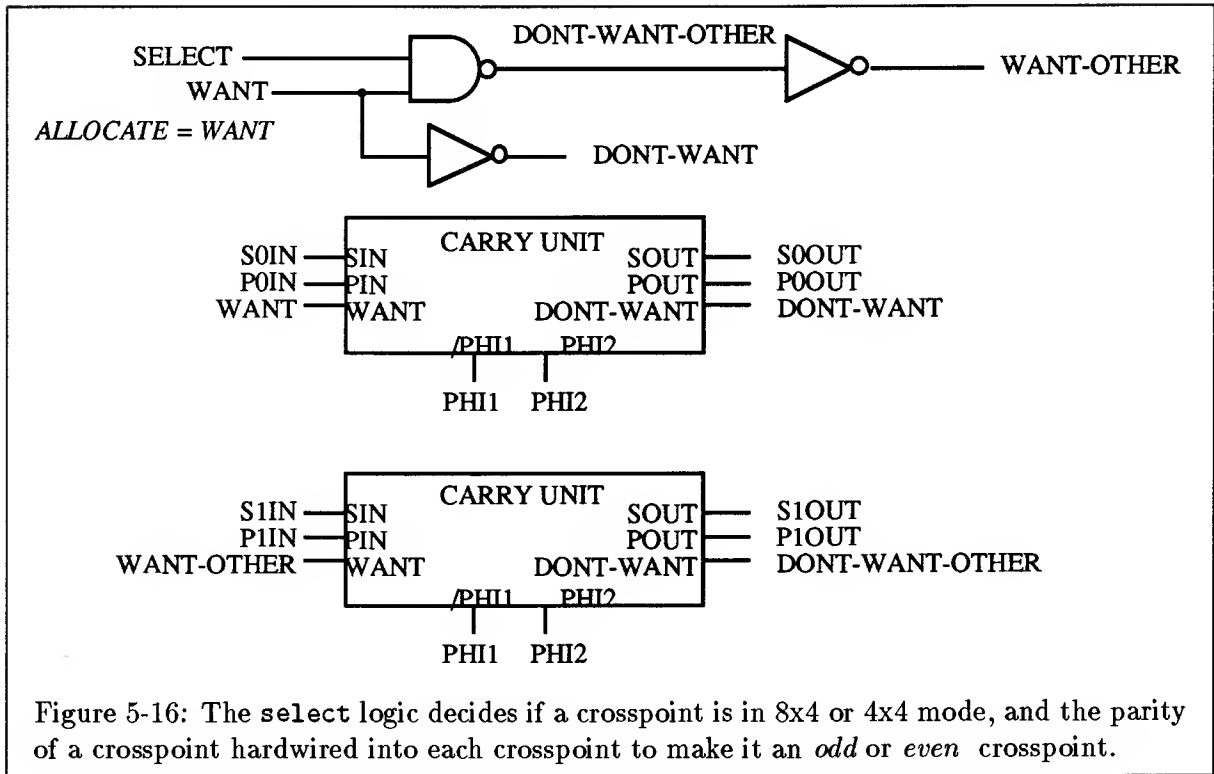 DONT-WANT-OTHER
SELECT
WANT-OTHER
WANT
ALLOCATE = WANT
DONT-WANT
CARRY UNIT
S0IN SIN SOUT S0OUT
P0IN PIN POUT P0OUT
WANT WANT DONT-WANT DONT-WANT
/PHI1 PHI2
PHI1 PHI2
CARRY UNIT
S1IN SIN SOUT S1OUT
P1IN PIN POUT P1OUT
WANT-OTHER WANT DONT-WANT DONT-WANT-OTHER
/PHI1 PHI2
PHI1 PHI2
Figure 5-16: The select logic decides if a crosspoint is in 8x4 or 4x4 mode, and the parity
of a crosspoint hardwired into each crosspoint to make it an odd or even crosspoint.